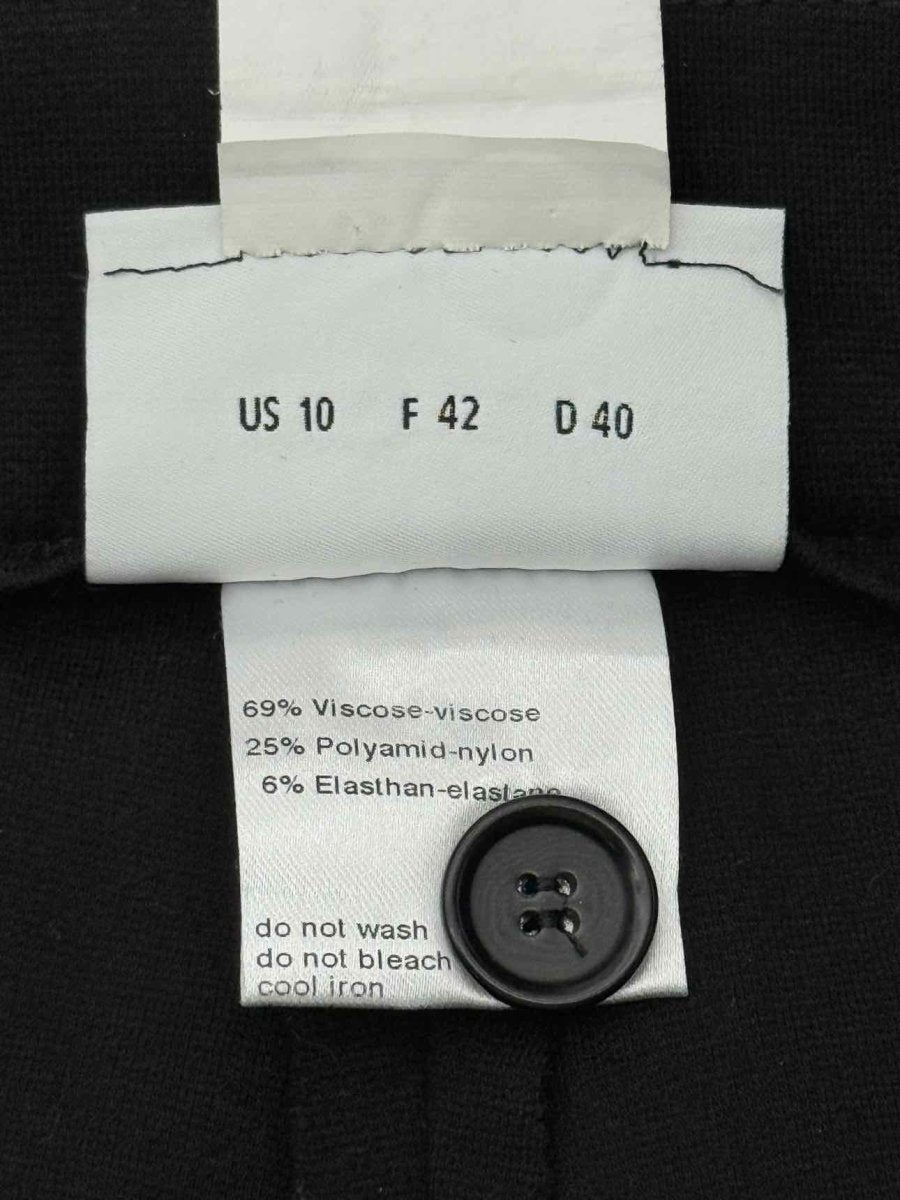 US 10 F 42 D 40
69% Viscose-viscose
25% Polyamid-nylon
6% Elasthan-elastane
do not wash
do not bleach
cool iron